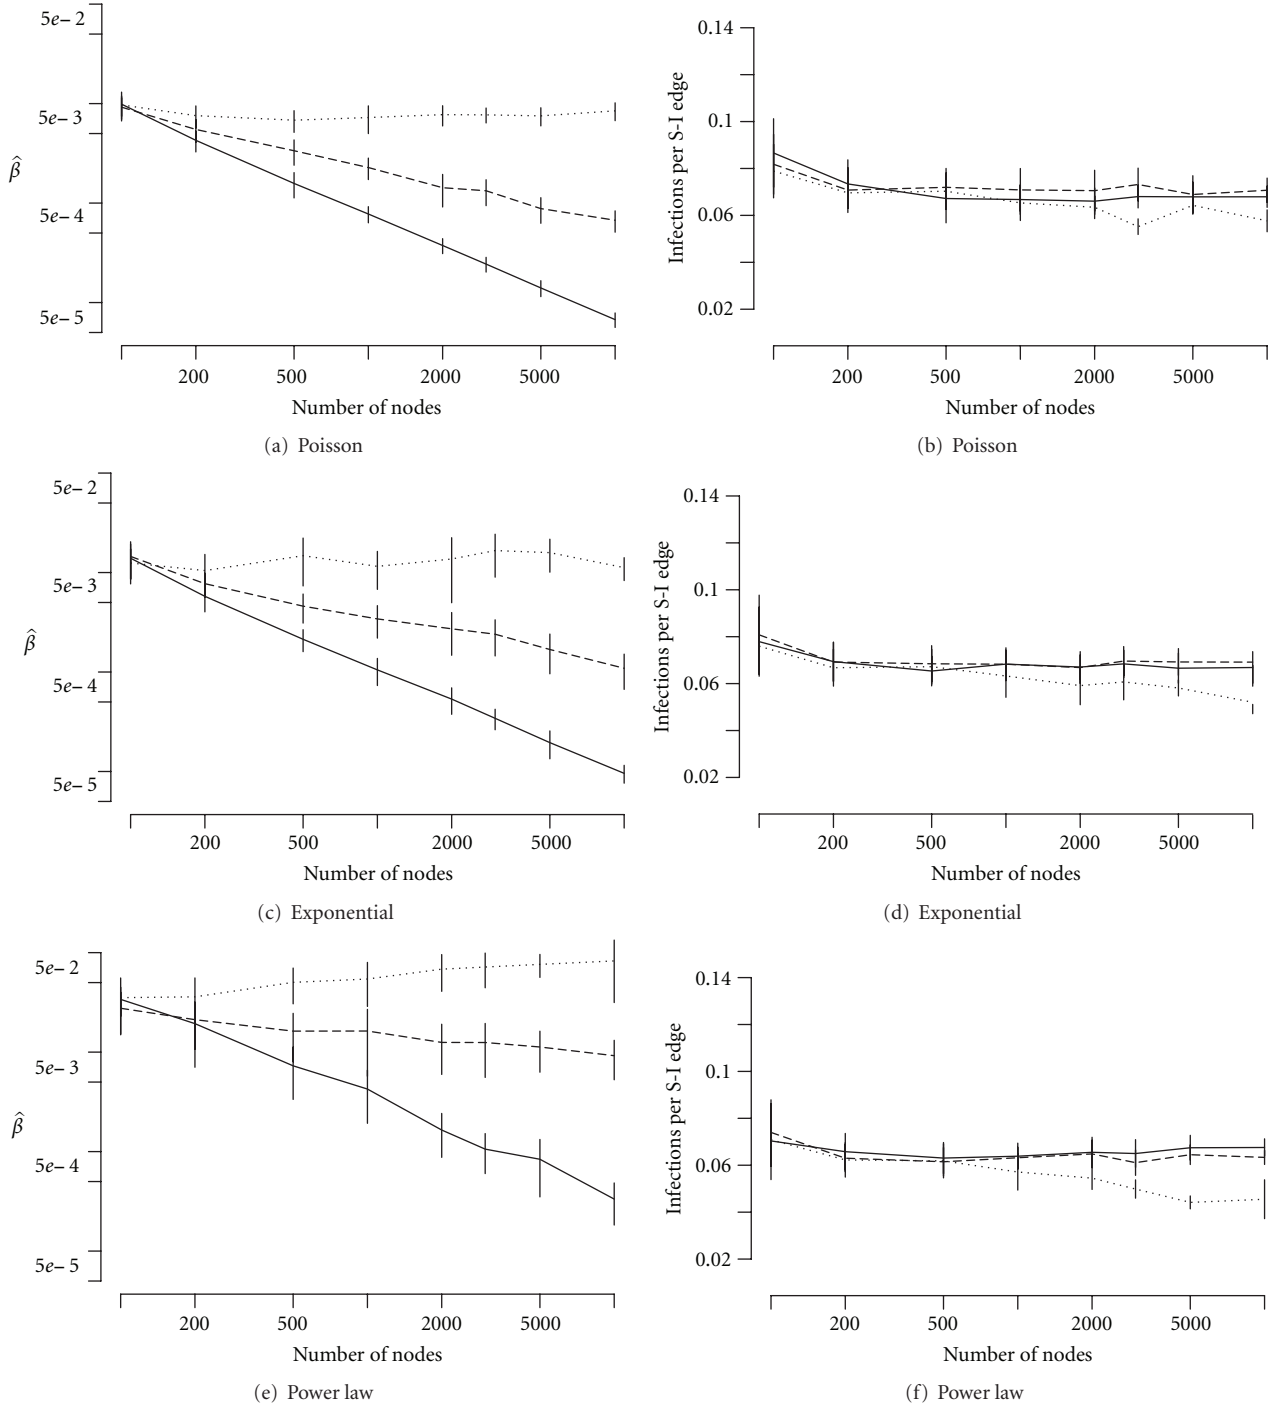 5e– 2
5e– 3
5e– 4
5e– 5
β̂
200 500 2000 5000
Number of nodes
(a) Poisson
0.14
0.1
0.06
0.02
Infections per S-I edge
200 500 2000 5000
Number of nodes
(b) Poisson
5e– 2
5e– 3
5e– 4
5e– 5
β̂
200 500 2000 5000
Number of nodes
(c) Exponential
0.14
0.1
0.06
0.02
Infections per S-I edge
200 500 2000 5000
Number of nodes
(d) Exponential
5e– 2
5e– 3
5e– 4
5e– 5
β̂
200 500 2000 5000
Number of nodes
(e) Power law
0.14
0.1
0.06
0.02
Infections per S-I edge
200 500 2000 5000
Number of nodes
(f) Power law